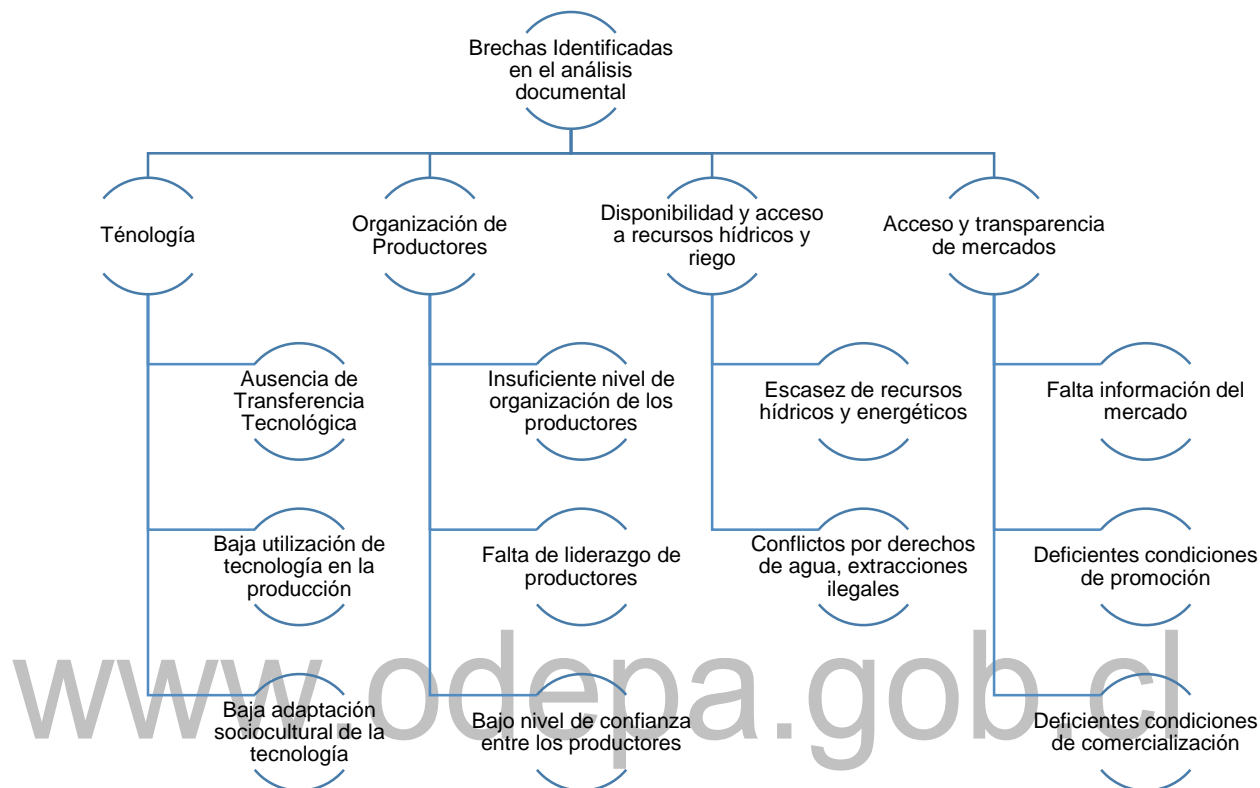 Brechas Identificadas
en el análisis
documental
Ténología
Organización de
Productores
Disponibilidad y acceso
a recursos hídricos y
riego
Acceso y transparencia
de mercados
Ausencia de
Transferencia
Tecnológica
Insuficiente nivel de
organización de los
productores
Escasez de recursos
hídricos y energéticos
Falta información del
mercado
Baja utilización de
tecnología en la
producción
Falta de liderazgo de
productores
Conflictos por derechos
de agua, extracciones
ilegales
Deficientes condiciones
de promoción
Baja adaptación
sociocultural de la
tecnología
Bajo nivel de confianza
entre los productores
Deficientes condiciones
de comercialización
www.odepa.gob.cl